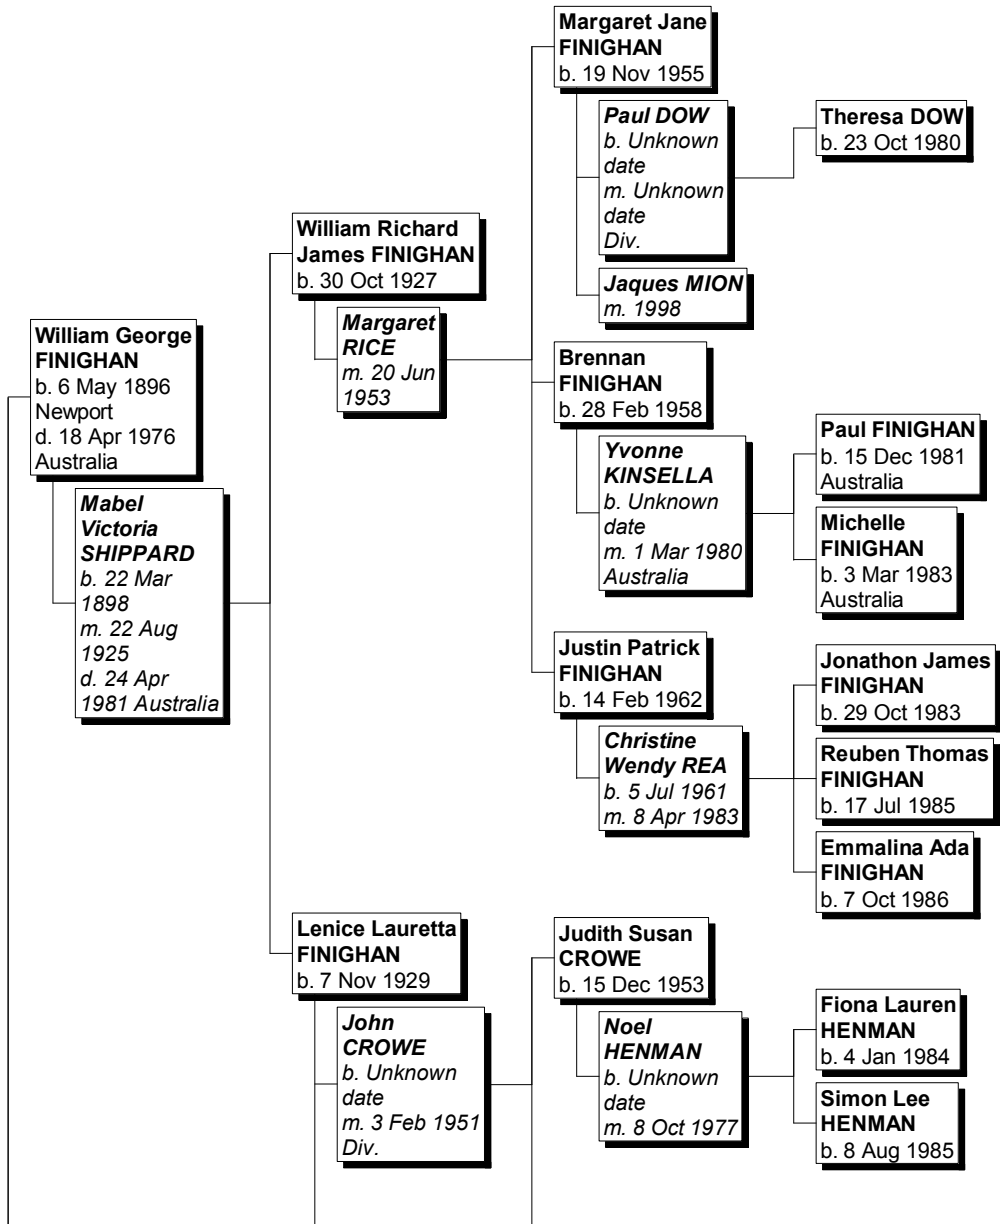 Margaret Jane
FINIGHAN
b. 19 Nov 1955
Paul DOW
b. Unknown
date
m. Unknown
date
Div.
Theresa DOW
b. 23 Oct 1980
William Richard
James FINIGHAN
b. 30 Oct 1927
Jaques MION
m. 1998
Margaret
RICE
m. 20 Jun
1953
William George
FINIGHAN
b. 6 May 1896
Newport
d. 18 Apr 1976
Australia
Brennan
FINIGHAN
b. 28 Feb 1958
Yvonne
KINSELLA
b. Unknown
date
m. 1 Mar 1980
Australia
Paul FINIGHAN
b. 15 Dec 1981
Australia
Michelle
FINIGHAN
b. 3 Mar 1983
Australia
Mabel
Victoria
SHIPPARD
b. 22 Mar
1898
m. 22 Aug
1925
d. 24 Apr
1981 Australia
Justin Patrick
FINIGHAN
b. 14 Feb 1962
Christine
Wendy REA
b. 5 Jul 1961
m. 8 Apr 1983
Jonathon James
FINIGHAN
b. 29 Oct 1983
Reuben Thomas
FINIGHAN
b. 17 Jul 1985
Emmalina Ada
FINIGHAN
b. 7 Oct 1986
Lenice Lauretta
FINIGHAN
b. 7 Nov 1929
John
CROWE
b. Unknown
date
m. 3 Feb 1951
Div.
Judith Susan
CROWE
b. 15 Dec 1953
Noel
HENMAN
b. Unknown
date
m. 8 Oct 1977
Fiona Lauren
HENMAN
b. 4 Jan 1984
Simon Lee
HENMAN
b. 8 Aug 1985